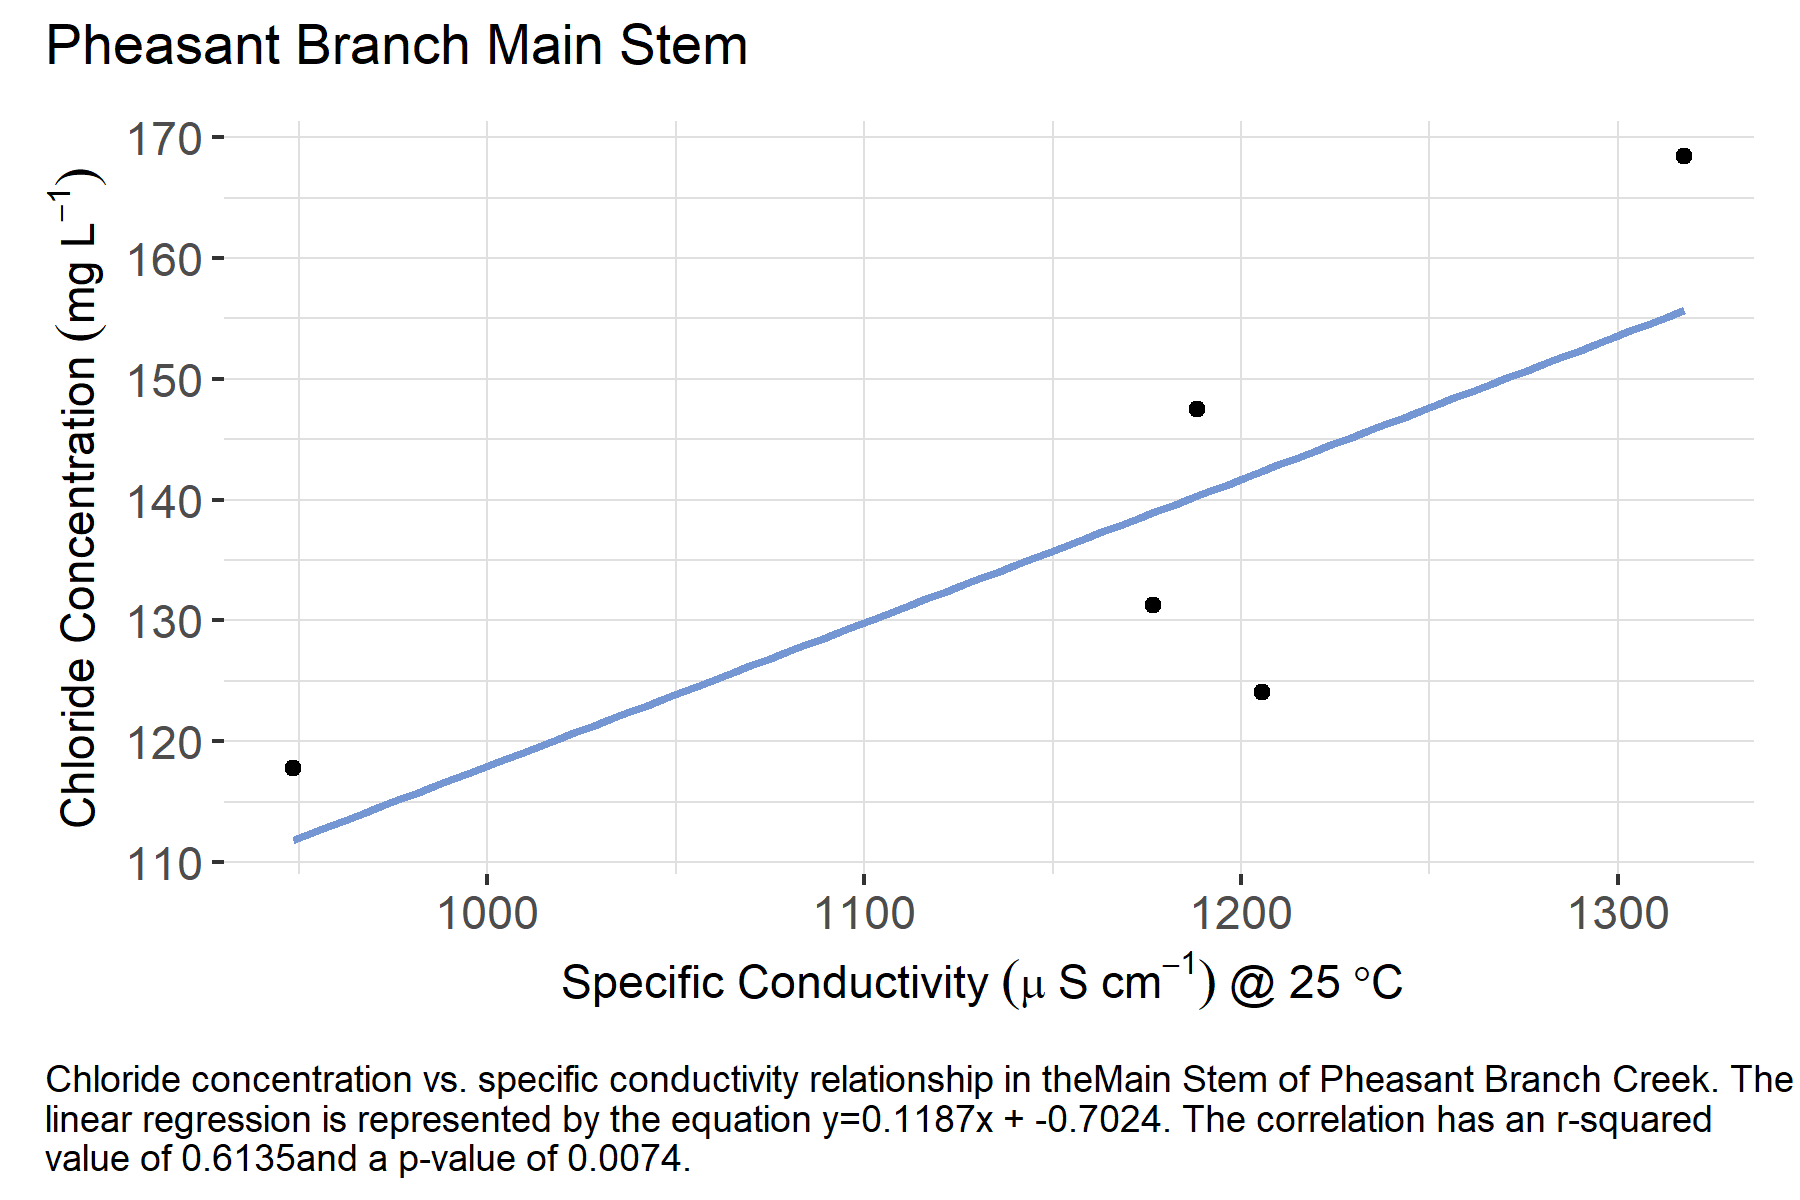 Pheasant Branch Main Stem
170
160
150
140
130
120
110
Chloride Concentration (mg L⁻¹)
1000 1100 1200 1300
Specific Conductivity (μ S cm⁻¹) @ 25 °C
Chloride concentration vs. specific conductivity relationship in theMain Stem of Pheasant Branch Creek. The
linear regression is represented by the equation y=0.1187x + -0.7024. The correlation has an r-squared
value of 0.6135and a p-value of 0.0074.